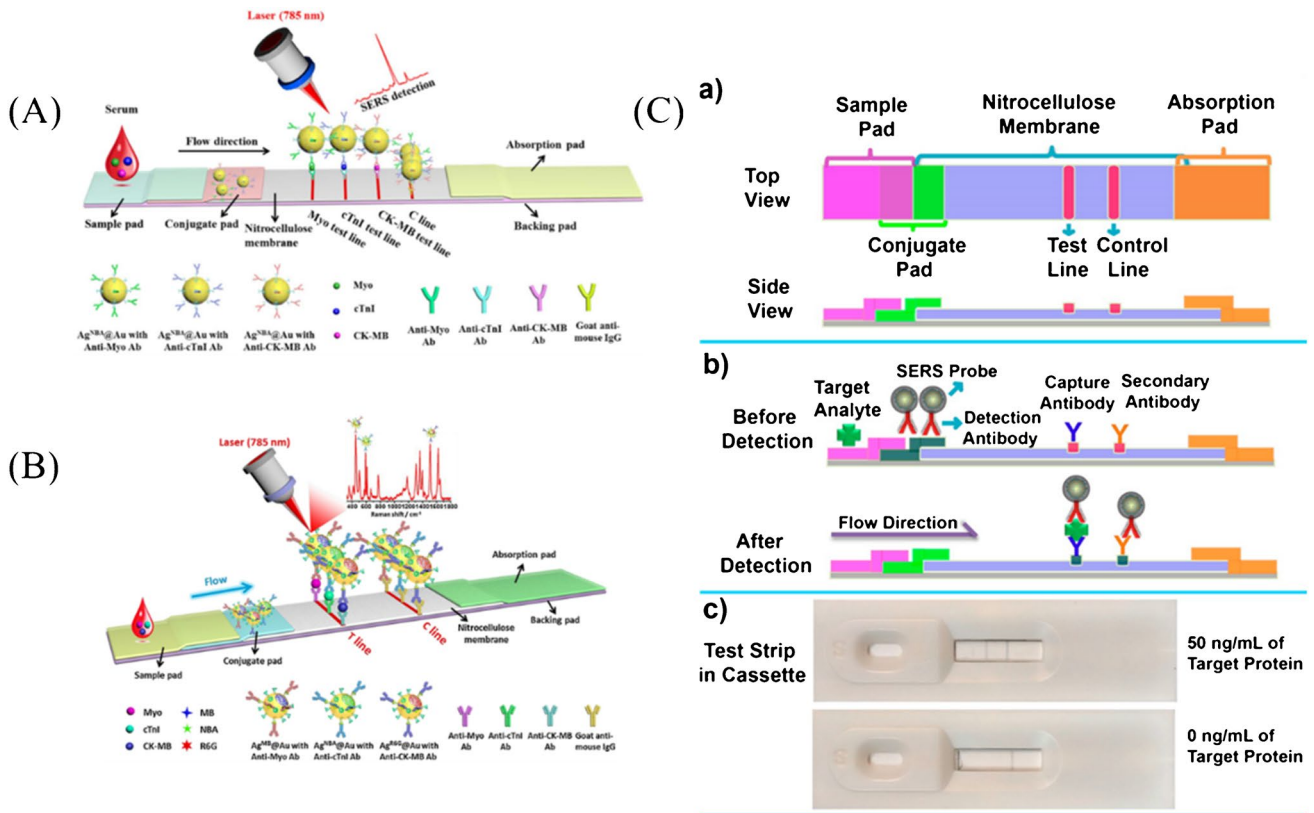 (A)
Laser (785 nm)
SERS detection
Serum
Flow direction
Absorption pad
Sample pad
Conjugate pad
Nitrocellulose
membrane
Myo test line
cTnI test line
CK-MB test line
C line
Backing pad
Myo
cTnI
CK-MB
Ag^NBA@Au with
Anti-Myo Ab
Ag^NBA@Au with
Anti-cTnI Ab
Ag^NBA@Au with
Anti-CK-MB Ab
Anti-Myo
Ab
Anti-cTnI
Ab
Anti-CK-MB
Ab
Goat anti-
mouse IgG
(B)
Laser (785 nm)
400 600 800 1000 1200 1400 1600 1800
Raman shift / cm⁻¹
Flow
Absorption pad
T line
C line
Nitrocellulose
membrane
Backing pad
Conjugate pad
Sample pad
Myo
cTnI
CK-MB
MB
NBA
R6G
Ag^MB@Au with
Anti-Myo Ab
Ag^NBA@Au with
Anti-cTnI Ab
Ag^R6G@Au with
Anti-CK-MB Ab
Anti-Myo
Ab
Anti-cTnI
Ab
Anti-CK-MB
Ab
Goat anti-
mouse IgG
(C)
a)
Sample
Pad
Nitrocellulose
Membrane
Absorption
Pad
Top
View
Conjugate
Pad
Test
Line
Control
Line
Side
View
b)
Before
Detection
Target
Analyte
SERS Probe
Detection
Antibody
Capture
Antibody
Secondary
Antibody
After
Detection
Flow Direction
c)
Test Strip
in Cassette
S
50 ng/mL of
Target Protein
S
0 ng/mL of
Target Protein